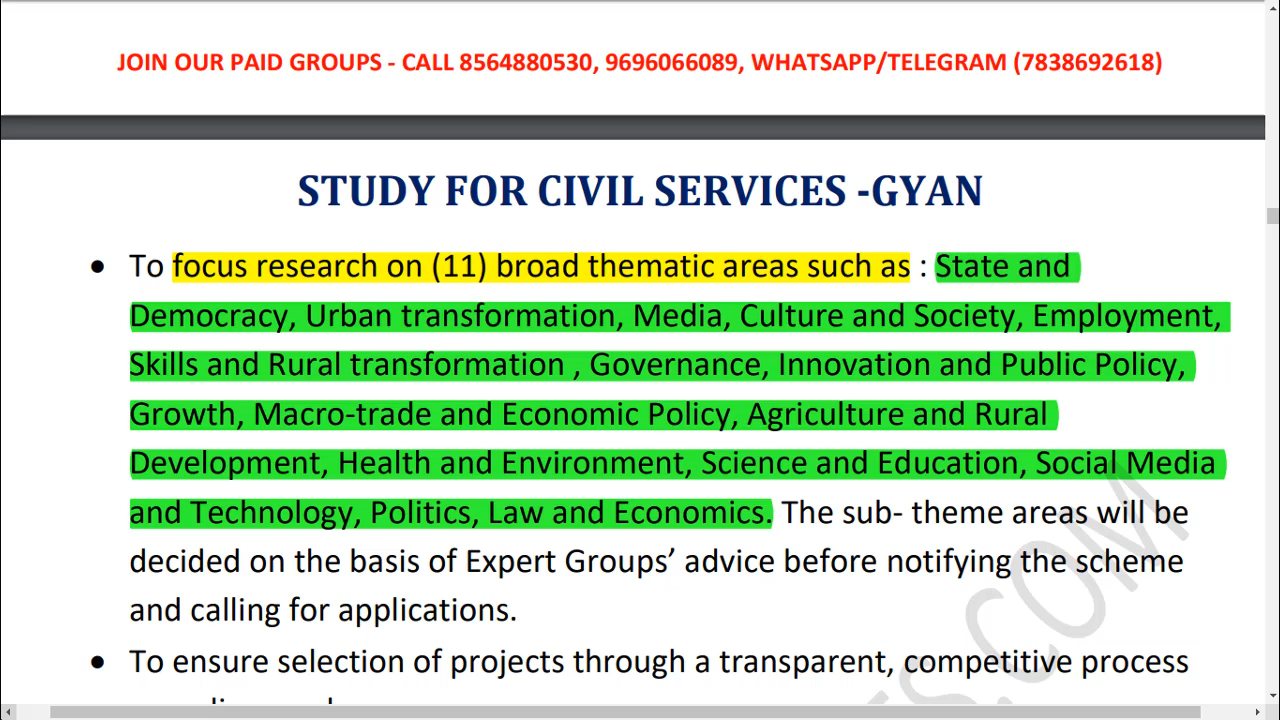 JOIN OUR PAID GROUPS - CALL 8564880530, 9696066089, WHATSAPP/TELEGRAM (7838692618)
STUDY FOR CIVIL SERVICES -GYAN
• To focus research on (11) broad thematic areas such as : State and
Democracy, Urban transformation, Media, Culture and Society, Employment,
Skills and Rural transformation , Governance, Innovation and Public Policy,
Growth, Macro-trade and Economic Policy, Agriculture and Rural
Development, Health and Environment, Science and Education, Social Media
and Technology, Politics, Law and Economics. The sub- theme areas will be
decided on the basis of Expert Groups’ advice before notifying the scheme
and calling for applications.
• To ensure selection of projects through a transparent, competitive process
S.COM